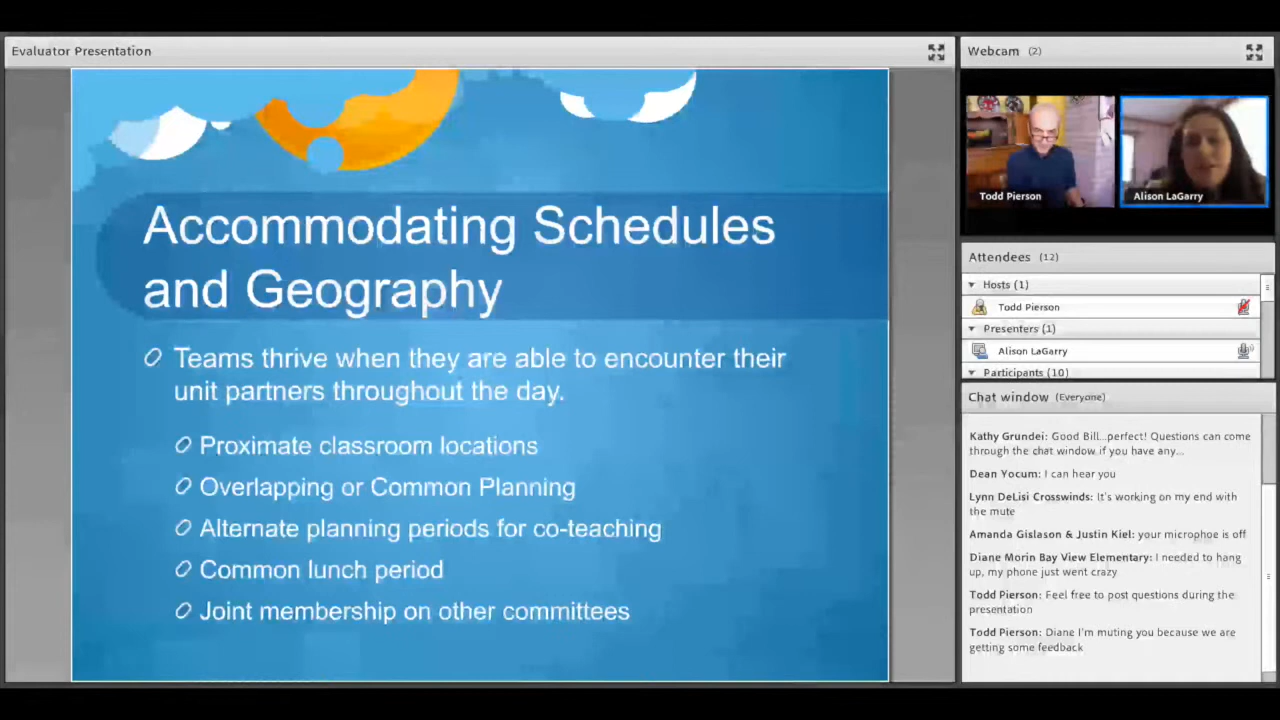 Evaluator Presentation
Accommodating Schedules
and Geography
Teams thrive when they are able to encounter their
unit partners throughout the day.
Proximate classroom locations
Overlapping or Common Planning
Alternate planning periods for co-teaching
Common lunch period
Joint membership on other committees
Webcam (2)
Todd Pierson
Alison LaGarry
Attendees (12)
Hosts (1)
Todd Pierson
Presenters (1)
Alison LaGarry
Participants (10)
Chat window (Everyone)
Kathy Grundei: Good Bill...perfect! Questions can come
through the chat window if you have any...
Dean Yocum: I can hear you
Lynn DeLisi Crosswinds: It's working on my end with
the mute
Amanda Gislason & Justin Kiel: your microphoe is off
Diane Morin Bay View Elementary: I needed to hang
up, my phone just went crazy
Todd Pierson: Feel free to post questions during the
presentation
Todd Pierson: Diane I'm muting you because we are
getting some feedback